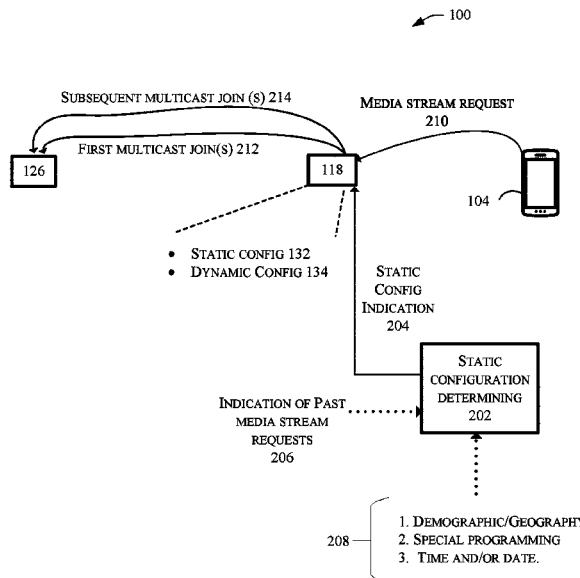 100
SUBSEQUENT MULTICAST JOIN (S) 214
MEDIA STREAM REQUEST
210
FIRST MULTICAST JOIN(S) 212
126
118
104
• STATIC CONFIG 132
• DYNAMIC CONFIG 134
STATIC
CONFIG
INDICATION
204
STATIC
CONFIGURATION
DETERMINING
202
INDICATION OF PAST
MEDIA STREAM
REQUESTS
206
208
1. DEMOGRAPHIC/GEOGRAPHY
2. SPECIAL PROGRAMMING
3. TIME AND/OR DATE.